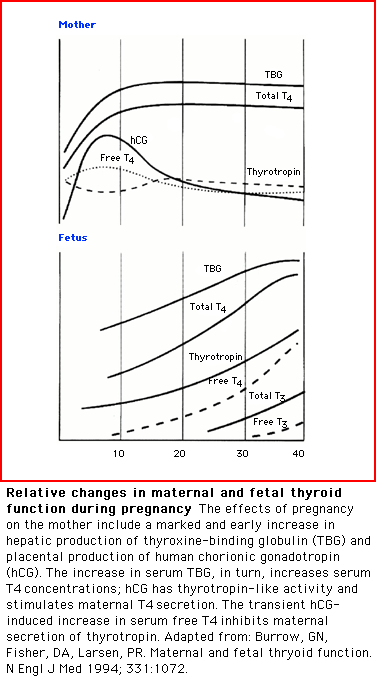 Mother
TBG
Total T4
hCG
Free T4
Thyrotropin
Fetus
TBG
Total T4
Thyrotropin
Free T4
Total T3
Free T3
10 20 30 40
Relative changes in maternal and fetal thyroid
function during pregnancy The effects of pregnancy
on the mother include a marked and early increase in
hepatic production of thyroxine-binding globulin (TBG) and
placental production of human chorionic gonadotropin
(hCG). The increase in serum TBG, in turn, increases serum
T4 concentrations; hCG has thyrotropin-like activity and
stimulates maternal T4 secretion. The transient hCG-
induced increase in serum free T4 inhibits maternal
secretion of thyrotropin. Adapted from: Burrow, GN,
Fisher, DA, Larsen, PR. Maternal and fetal thryoid function.
N Engl J Med 1994; 331:1072.